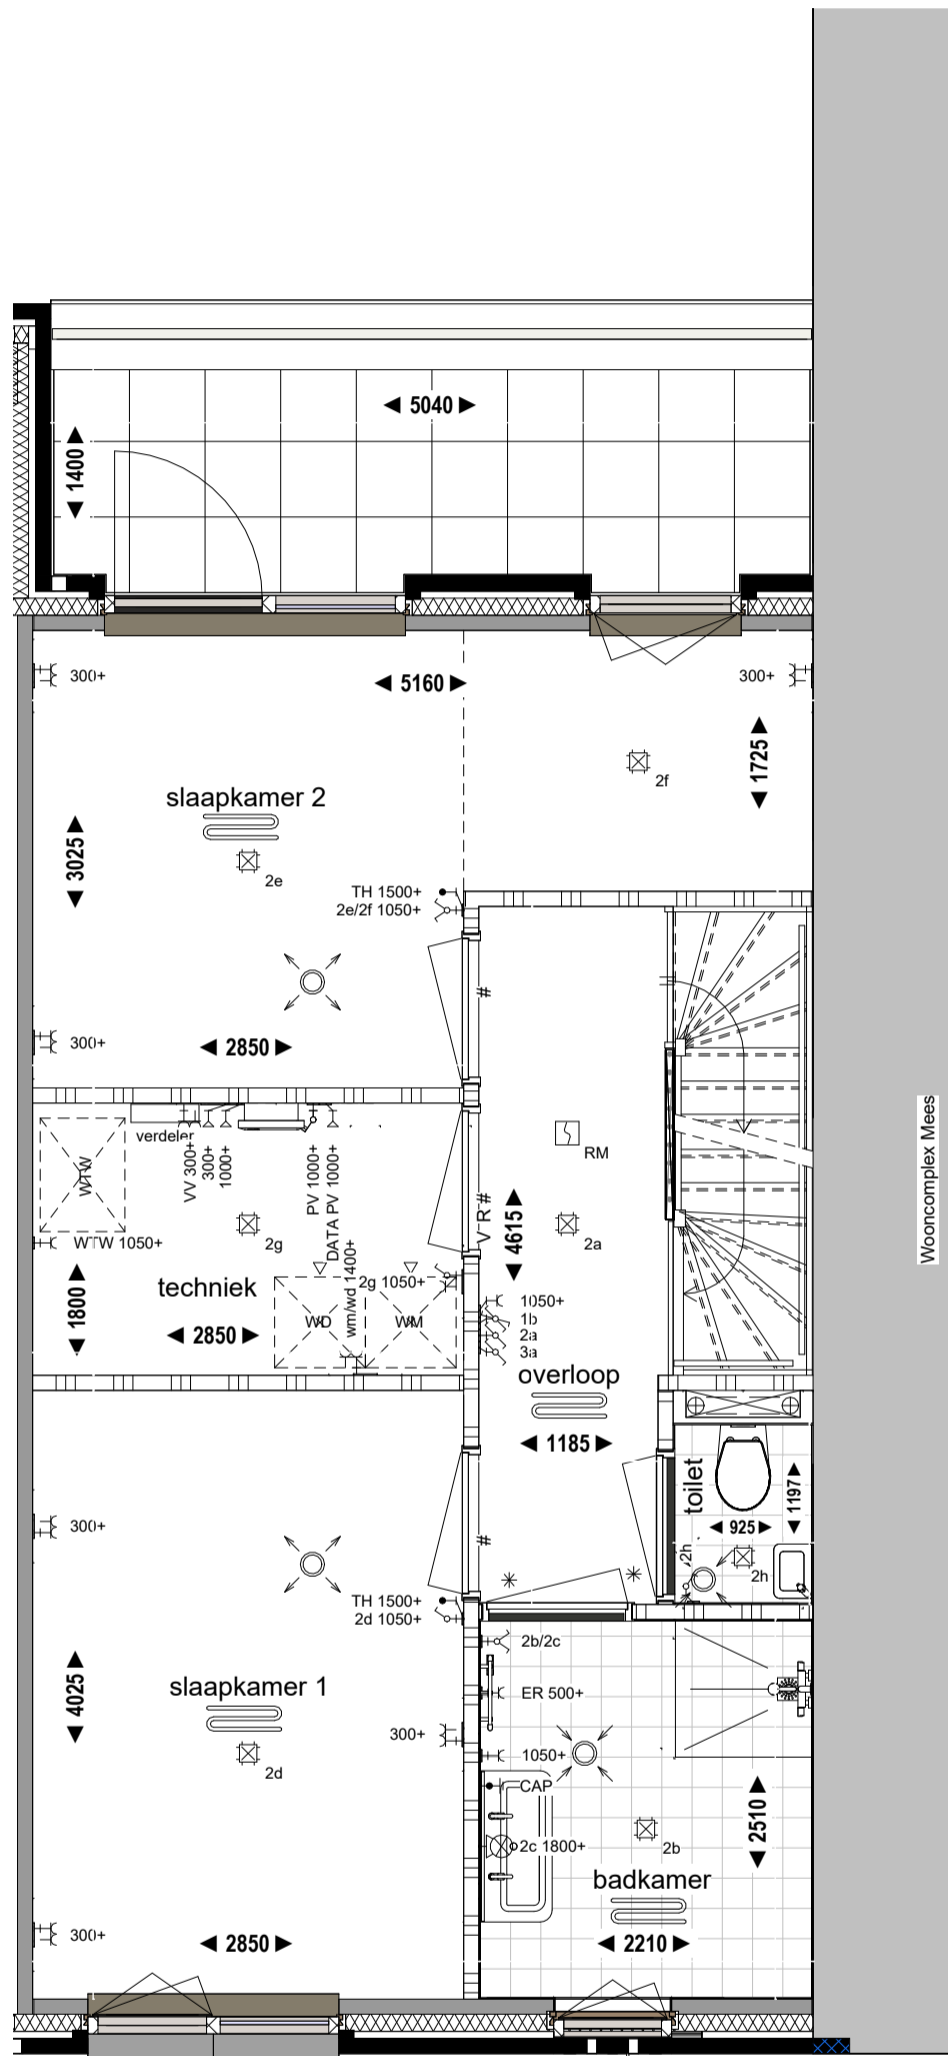 5040
1400
300+
5160
300+
1725
2f
slaapkamer 2
3025
2e
TH 1500+
2e/2f 1050+
#
300+
2850
verdeler
WTW
VV 300+
300+
1000+
PV 1000+
DATA PV 1000+
RM
V R #
4615
2a
2g
WTW 1050+
techniek
1800
2850
WD
wm/wd 1400+
2g 1050+
WM
1050+
1b
2a
3a
overloop
1185
toilet
925
1197
2h
2h
300+
#
TH 1500+
2d 1050+
2b/2c
slaapkamer 1
4025
ER 500+
300+
1050+
2d
CAP
2510
2c 1800+
2b
badkamer
300+
2850
2210
Wooncomplex Mees